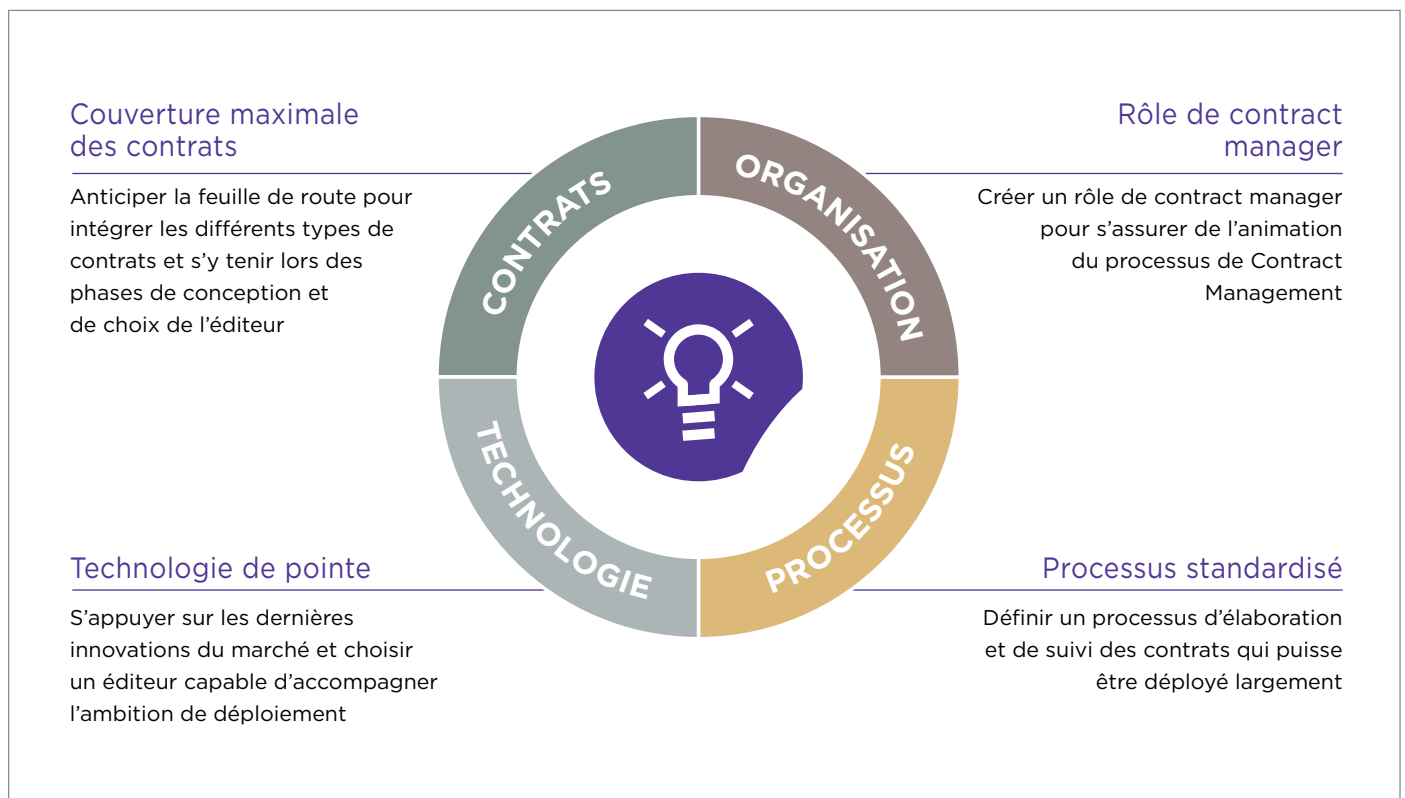 Couverture maximale
des contrats
Anticiper la feuille de route pour
intégrer les différents types de
contrats et s’y tenir lors des
phases de conception et
de choix de l’éditeur
Rôle de contract
manager
Créer un rôle de contract manager
pour s’assurer de l’animation
du processus de Contract
Management
CONTRATS
ORGANISATION
TECHNOLOGIE
PROCESSUS
Technologie de pointe
S’appuyer sur les dernières
innovations du marché et choisir
un éditeur capable d’accompagner
l’ambition de déploiement
Processus standardisé
Définir un processus d’élaboration
et de suivi des contrats qui puisse
être déployé largement